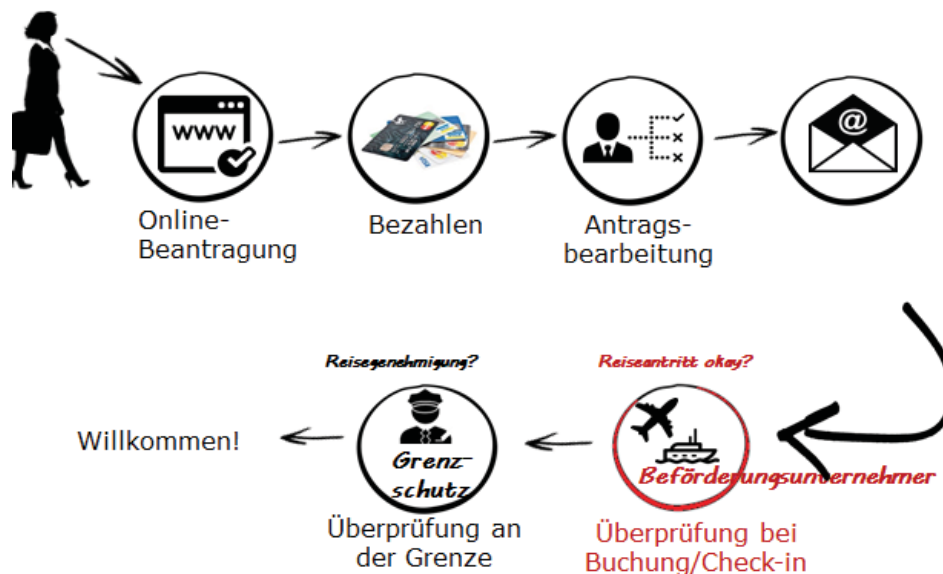 www
Online-
Beantragung
Bezahlen
Antrags-
bearbeitung
@
Reisegenehmigung?
Reiseantritt okay?
Willkommen!
Grenz-
schutz
Beförderungsunternehmer
Überprüfung an
der Grenze
Überprüfung bei
Buchung/Check-in